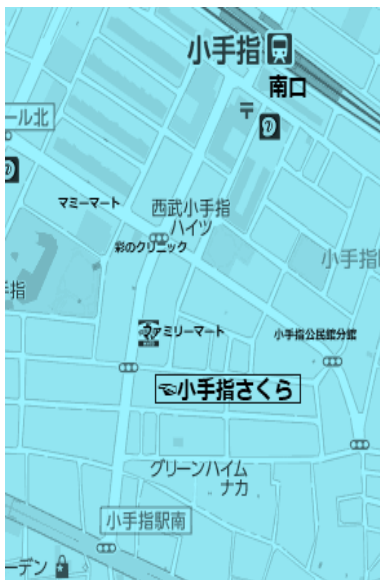 小手指
南口
〒
ール北
マミーマート
西武小手指
ハイツ
彩のクリニック
小手指
手指
ファミリーマート
小手指公民館分館
☜小手指さくら
グリーンハイム
ナカ
小手指駅南
ーデン